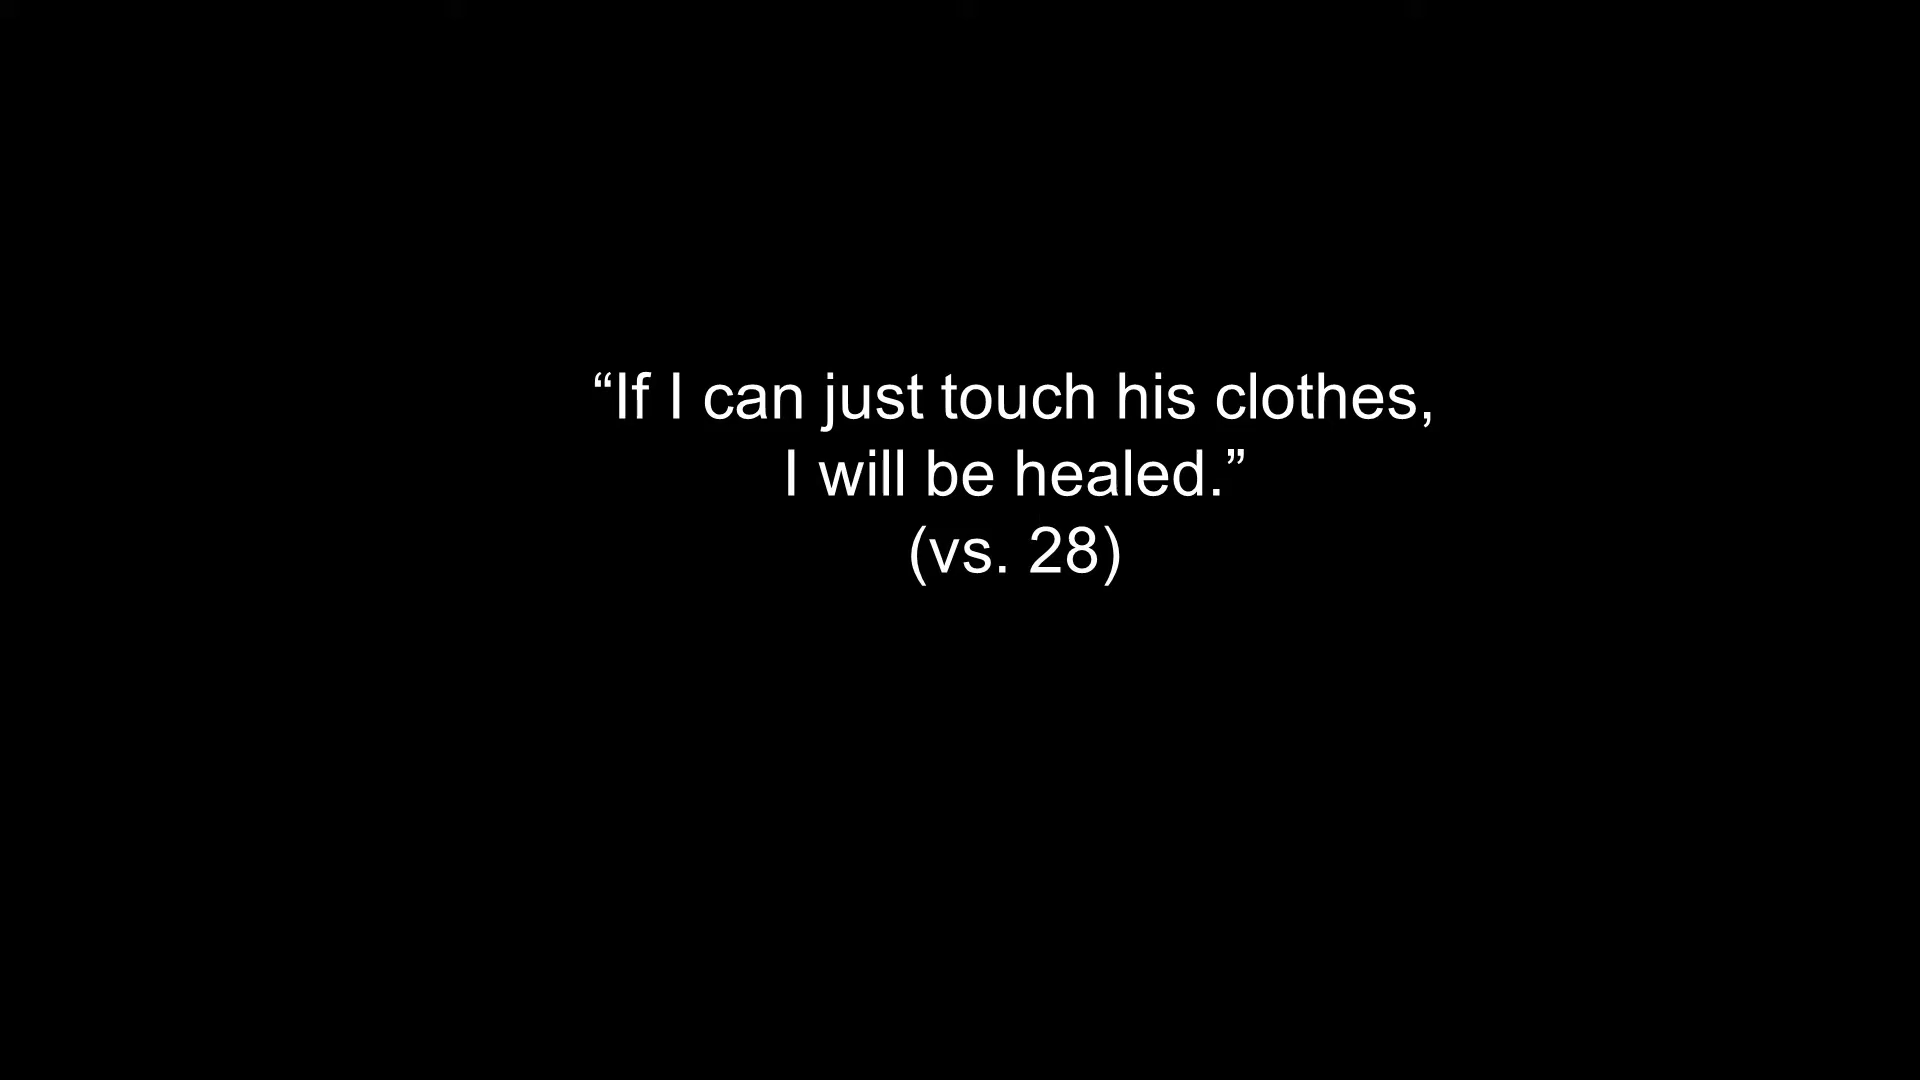 “If I can just touch his clothes,
I will be healed.”
(vs. 28)